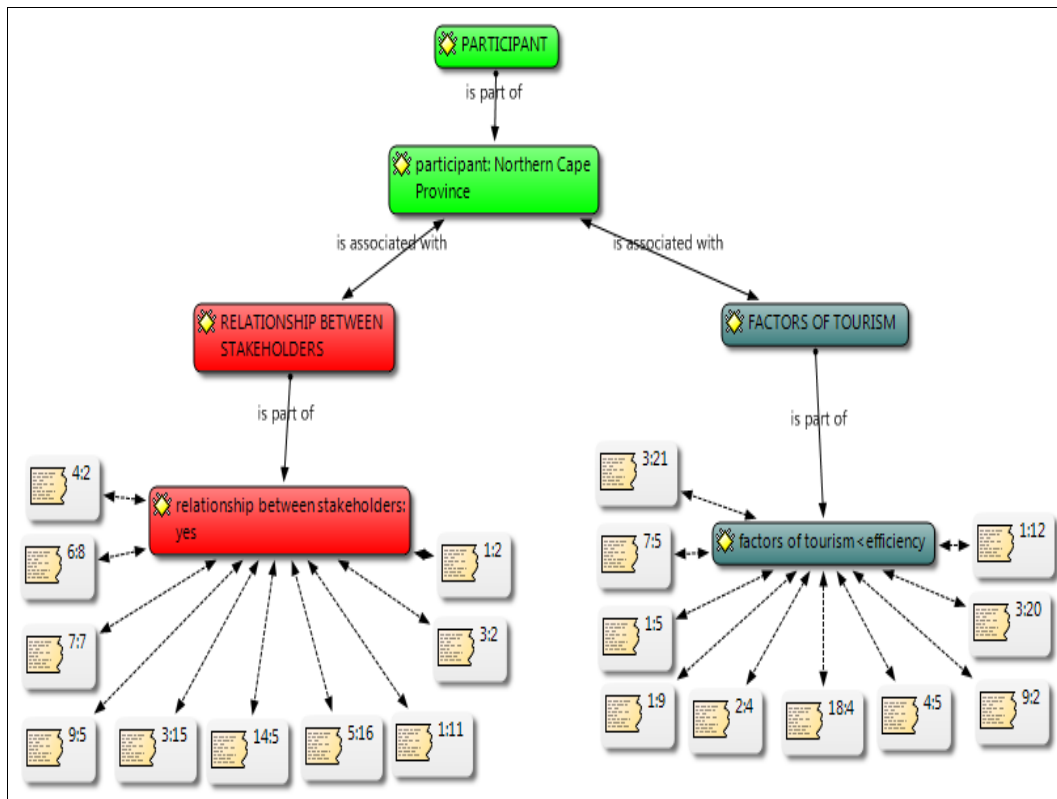 PARTICIPANT
is part of
participant: Northern Cape
Province
is associated with
is associated with
RELATIONSHIP BETWEEN
STAKEHOLDERS
FACTORS OF TOURISM
is part of
is part of
4:2
relationship between stakeholders:
yes
6:8
1:2
7:7
3:2
9:5
3:15
14:5
5:16
1:11
3:21
factors of tourism < efficiency
7:5
1:12
1:5
3:20
1:9
2:4
18:4
4:5
9:2